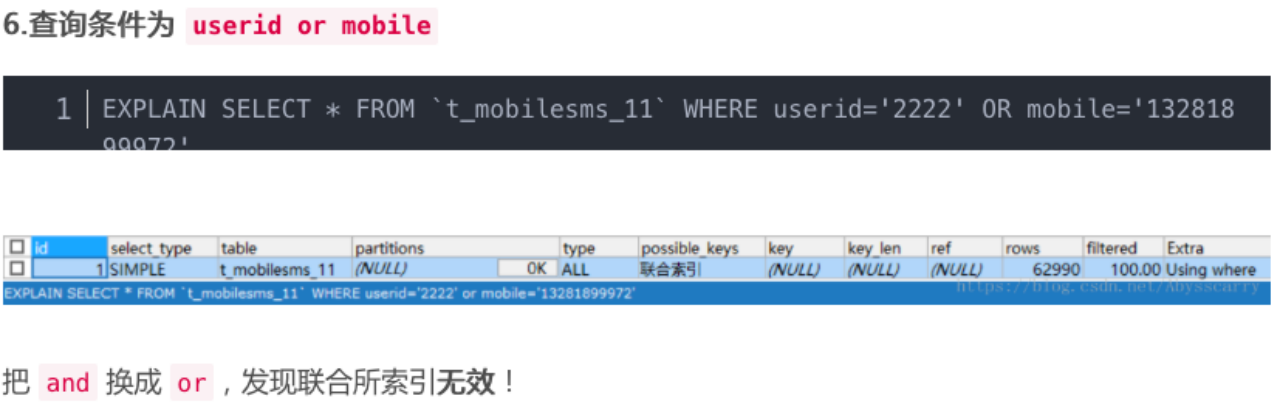 6.查询条件为 userid or mobile
1 EXPLAIN SELECT * FROM `t_mobilesms_11` WHERE userid='2222' OR mobile='132818
99972'
id select_type table partitions type possible_keys key key_len ref rows filtered Extra
1 SIMPLE t_mobilesms_11 (NULL) 0K ALL 联合索引 (NULL) (NULL) (NULL) 62990 100.00 Using where
EXPLAIN SELECT * FROM `t_mobilesms_11` WHERE userid='2222' or mobile='13281899972'
https://blog.csdn.net/Abysscarry
把 and 换成 or，发现联合所索引无效！